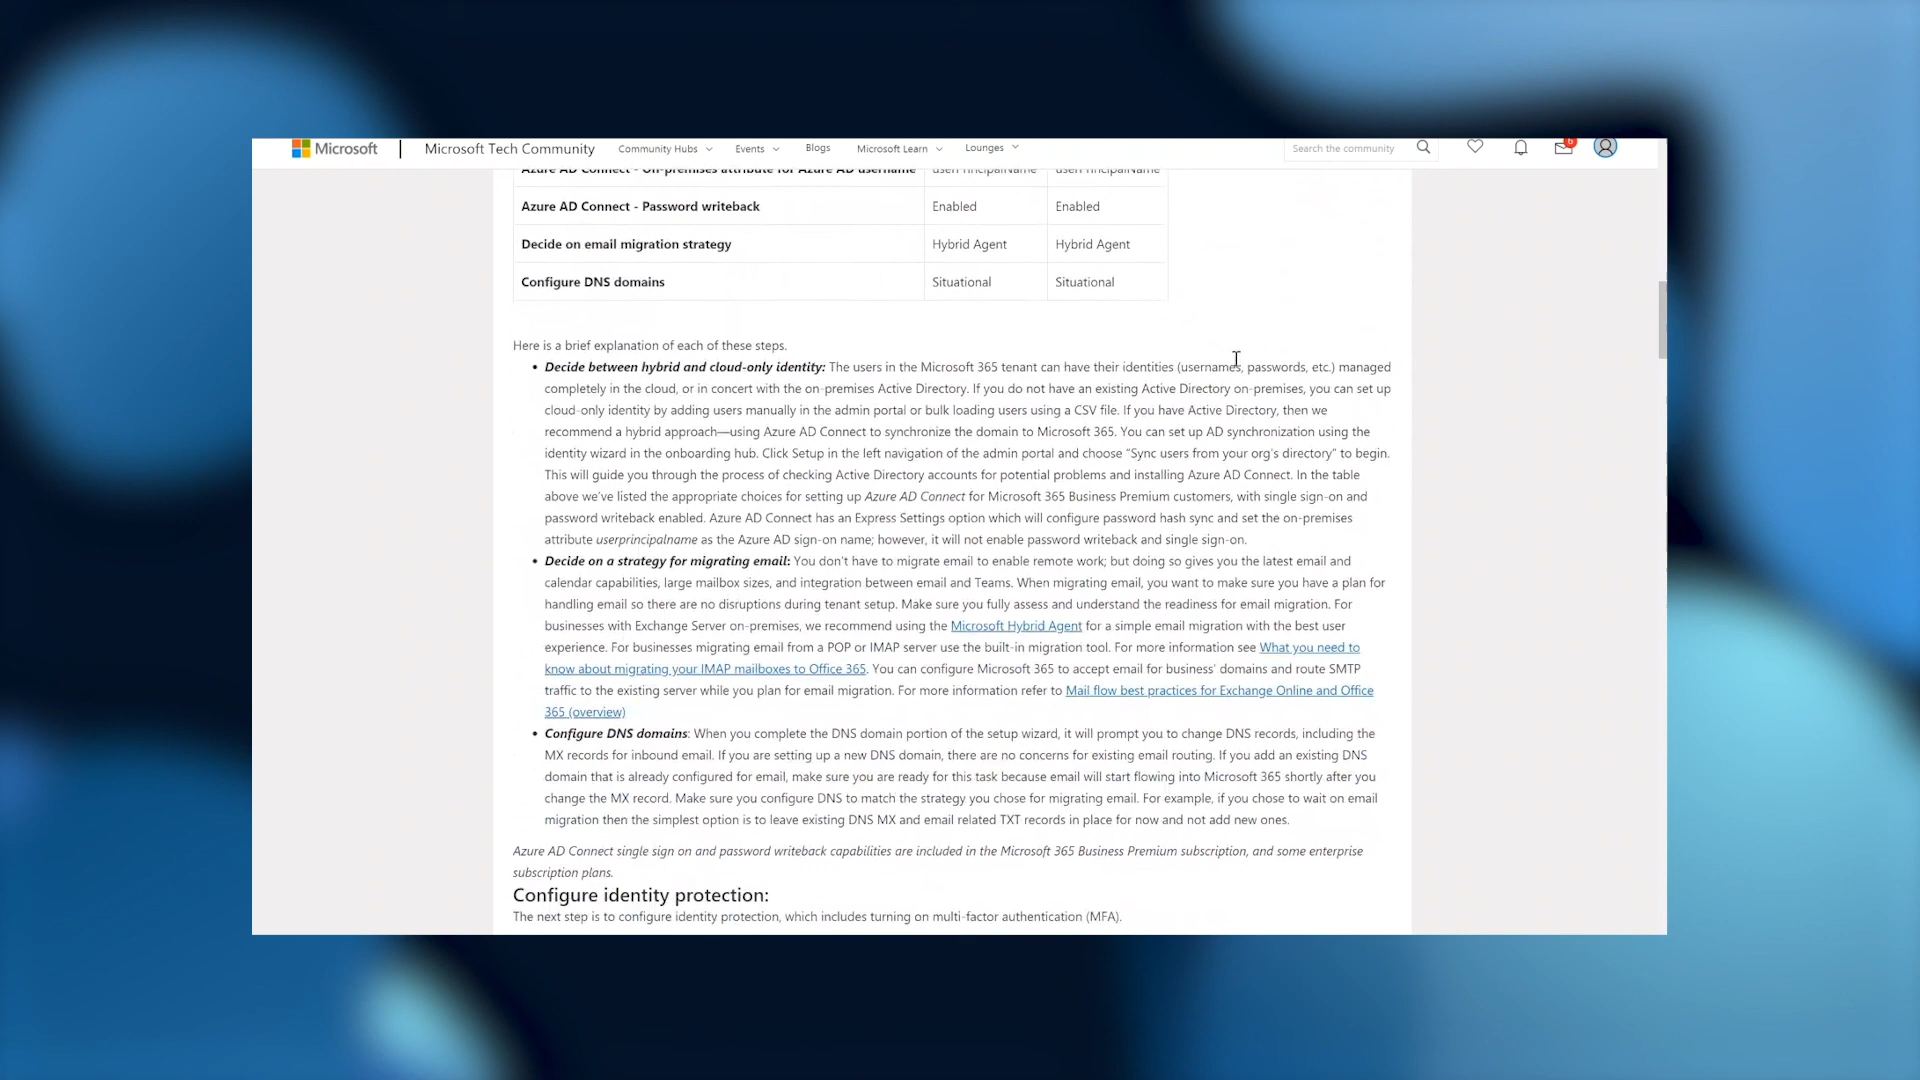 Microsoft
Microsoft Tech Community
Community Hubs
Events
Blogs
Microsoft Learn
Lounges
Search the community
6
Azure AD Connect - On-premises attribute for Azure AD username userPrincipalName userPrincipalName
Azure AD Connect - Password writeback Enabled Enabled
Decide on email migration strategy Hybrid Agent Hybrid Agent
Configure DNS domains Situational Situational
Here is a brief explanation of each of these steps.
• Decide between hybrid and cloud-only identity: The users in the Microsoft 365 tenant can have their identities (usernames, passwords, etc.) managed
completely in the cloud, or in concert with the on-premises Active Directory. If you do not have an existing Active Directory on-premises, you can set up
cloud-only identity by adding users manually in the admin portal or bulk loading users using a CSV file. If you have Active Directory, then we
recommend a hybrid approach—using Azure AD Connect to synchronize the domain to Microsoft 365. You can set up AD synchronization using the
identity wizard in the onboarding hub. Click Setup in the left navigation of the admin portal and choose “Sync users from your org's directory” to begin.
This will guide you through the process of checking Active Directory accounts for potential problems and installing Azure AD Connect. In the table
above we've listed the appropriate choices for setting up Azure AD Connect for Microsoft 365 Business Premium customers, with single sign-on and
password writeback enabled. Azure AD Connect has an Express Settings option which will configure password hash sync and set the on-premises
attribute userprincipalname as the Azure AD sign-on name; however, it will not enable password writeback and single sign-on.
• Decide on a strategy for migrating email: You don't have to migrate email to enable remote work; but doing so gives you the latest email and
calendar capabilities, large mailbox sizes, and integration between email and Teams. When migrating email, you want to make sure you have a plan for
handling email so there are no disruptions during tenant setup. Make sure you fully assess and understand the readiness for email migration. For
businesses with Exchange Server on-premises, we recommend using the Microsoft Hybrid Agent for a simple email migration with the best user
experience. For businesses migrating email from a POP or IMAP server use the built-in migration tool. For more information see What you need to
know about migrating your IMAP mailboxes to Office 365. You can configure Microsoft 365 to accept email for business' domains and route SMTP
traffic to the existing server while you plan for email migration. For more information refer to Mail flow best practices for Exchange Online and Office
365 (overview)
• Configure DNS domains: When you complete the DNS domain portion of the setup wizard, it will prompt you to change DNS records, including the
MX records for inbound email. If you are setting up a new DNS domain, there are no concerns for existing email routing. If you add an existing DNS
domain that is already configured for email, make sure you are ready for this task because email will start flowing into Microsoft 365 shortly after you
change the MX record. Make sure you configure DNS to match the strategy you chose for migrating email. For example, if you chose to wait on email
migration then the simplest option is to leave existing DNS MX and email related TXT records in place for now and not add new ones.
Azure AD Connect single sign on and password writeback capabilities are included in the Microsoft 365 Business Premium subscription, and some enterprise
subscription plans.
Configure identity protection:
The next step is to configure identity protection, which includes turning on multi-factor authentication (MFA).